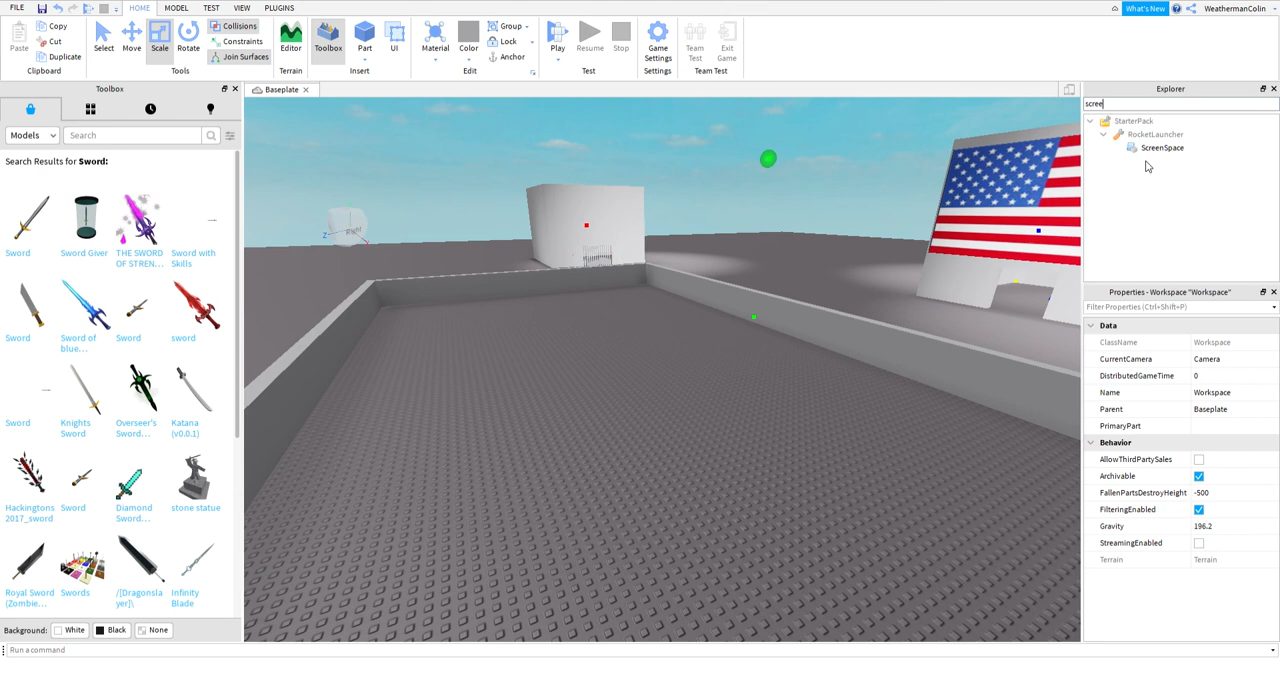 FILE HOME MODEL TEST VIEW PLUGINS What's New WeathermanColin
Paste Copy Cut Duplicate Clipboard
Select Move Scale Rotate Collisions Constraints Join Surfaces Tools
Editor Terrain
Toolbox Part UI Insert
Material Color Group Lock Anchor Edit
Play Resume Stop Test
Game Settings Settings
Team Test Exit Game Team Test
Toolbox
Models Search
Search Results for Sword:
Sword Sword Giver THE SWORD OF STREN... Sword with Skills
Sword Sword of blue... Sword sword
Sword Knights Sword Overseer's Sword... Katana (v0.0.1)
Hackingtons 2017_sword Sword Diamond Sword... stone statue
Royal Sword (Zombie... Swords /[Dragonslayer]\ Infinity Blade
Background: White Black None
Baseplate
Right
Z
Explorer
scree
StarterPack
RocketLauncher
ScreenSpace
Properties - Workspace "Workspace"
Filter Properties (Ctrl+Shift+P)
Data
ClassName Workspace
CurrentCamera Camera
DistributedGameTime 0
Name Workspace
Parent Baseplate
PrimaryPart
Behavior
AllowThirdPartySales
Archivable
FallenPartsDestroyHeight -500
FilteringEnabled
Gravity 196.2
StreamingEnabled
Terrain Terrain
Run a command